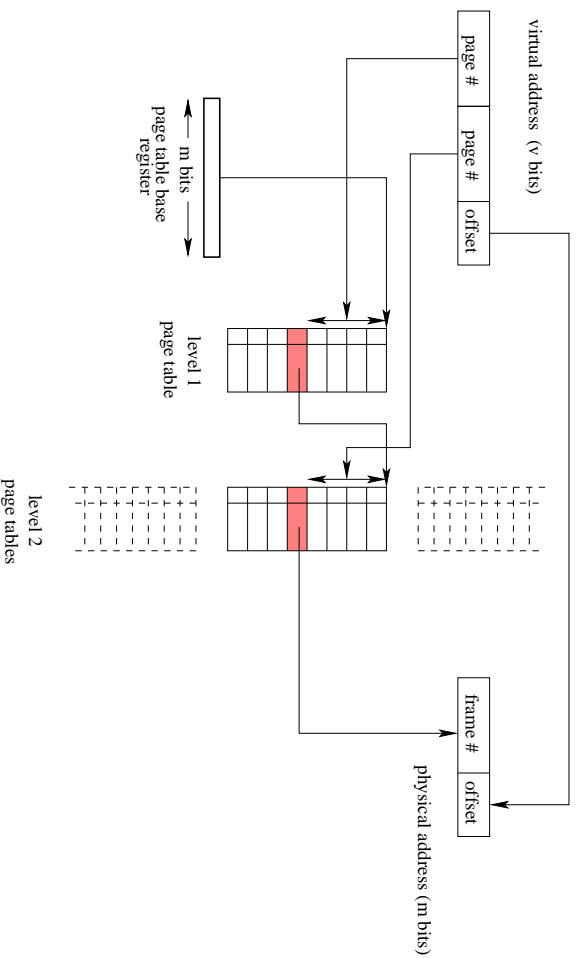 virtual address (v bits)
page #
page #
offset
m bits
page table base
register
level 1
page table
level 2
page tables
frame #
offset
physical address (m bits)